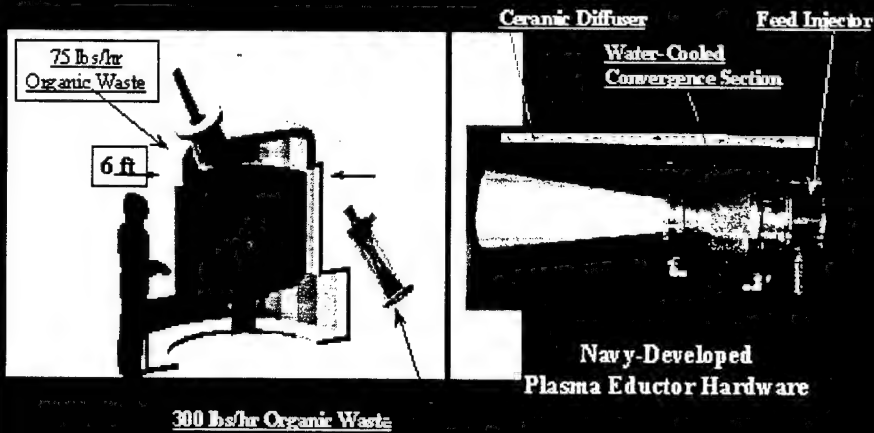 Ceramic Diffuser
Feed Injector
75 lbs/hr
Organic Waste
Water-Cooled
Convergence Section
6 ft
Navy-Developed
Plasma Eductor Hardware
300 lbs/hr Organic Waste